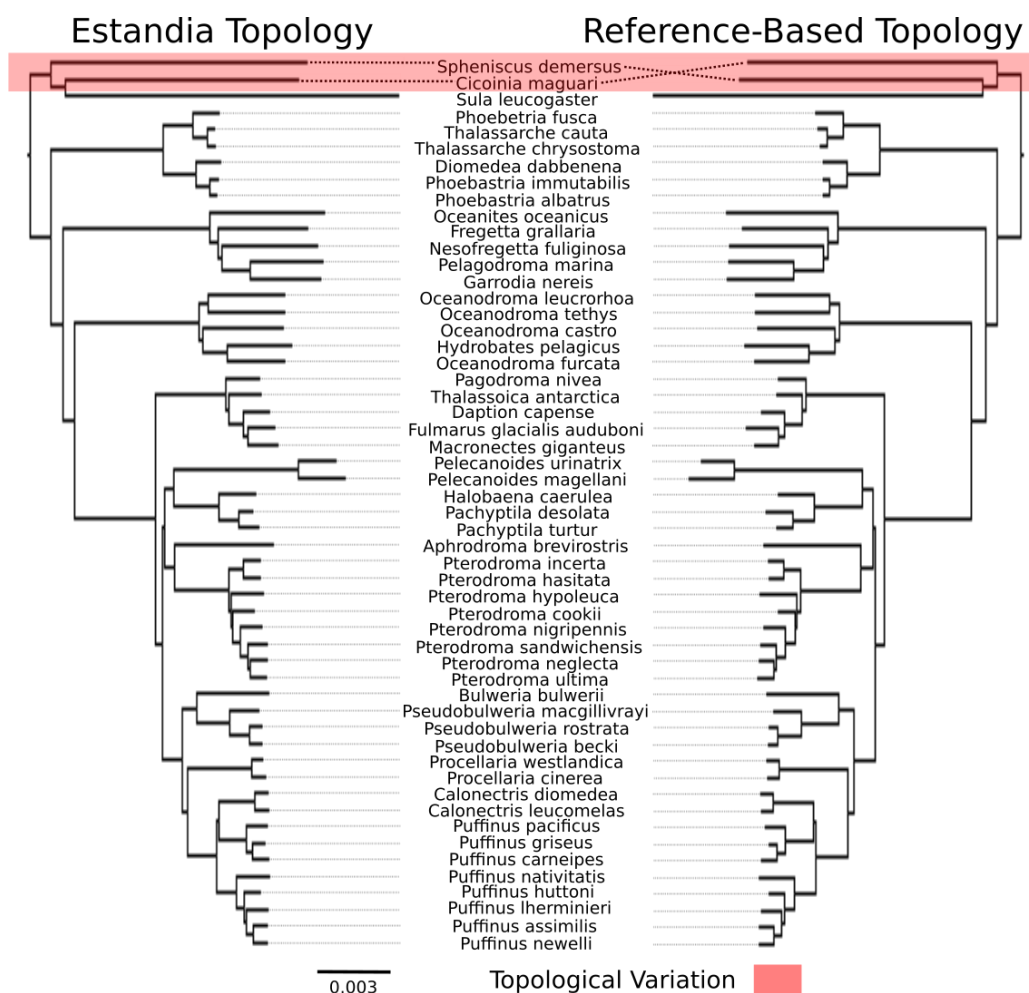 Estandia Topology
Reference-Based Topology
Spheniscus demersus
Cicoinia maguari
Sula leucogaster
Phoebetria fusca
Thalassarche cauta
Thalassarche chrysostoma
Diomedea dabbenena
Phoebastria immutabilis
Phoebastria albatrus
Oceanites oceanicus
Fregetta grallaria
Nesofregetta fuliginosa
Pelagodroma marina
Garrodia nereis
Oceanodroma leucrorhoa
Oceanodroma tethys
Oceanodroma castro
Hydrobates pelagicus
Oceanodroma furcata
Pagodroma nivea
Thalassoica antarctica
Daption capense
Fulmarus glacialis auduboni
Macronectes giganteus
Pelecanoides urinatrix
Pelecanoides magellani
Halobaena caerulea
Pachyptila desolata
Pachyptila turtur
Aphrodroma brevirostris
Pterodroma incerta
Pterodroma hasitata
Pterodroma hypoleuca
Pterodroma cookii
Pterodroma nigripennis
Pterodroma sandwichensis
Pterodroma neglecta
Pterodroma ultima
Bulweria bulwerii
Pseudobulweria macgillivrayi
Pseudobulweria rostrata
Pseudobulweria becki
Procellaria westlandica
Procellaria cinerea
Calonectris diomedea
Calonectris leucomelas
Puffinus pacificus
Puffinus griseus
Puffinus carneipes
Puffinus nativitatis
Puffinus huttoni
Puffinus lherminieri
Puffinus assimilis
Puffinus newelli
0.003
Topological Variation